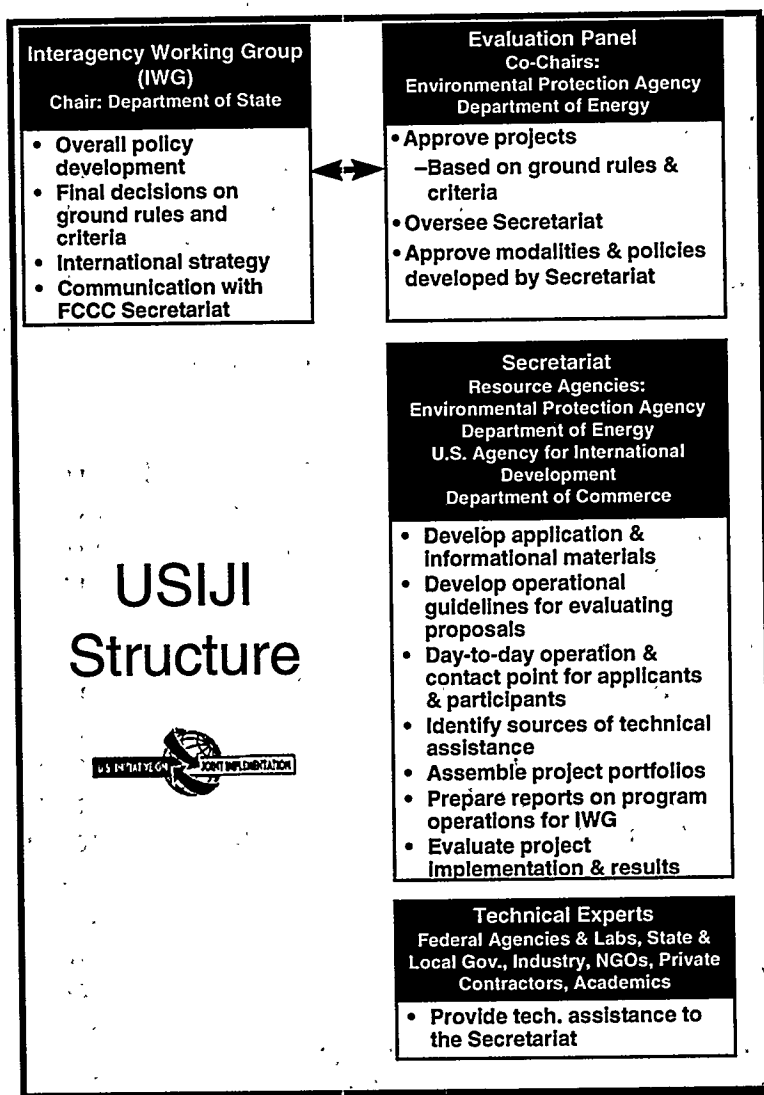 Interagency Working Group
(IWG)
Chair: Department of State
• Overall policy
development
• Final decisions on
ground rules and
criteria
• International strategy
• Communication with
FCCC Secretariat
Evaluation Panel
Co-Chairs:
Environmental Protection Agency
Department of Energy
• Approve projects
–Based on ground rules &
criteria
• Oversee Secretariat
• Approve modalities & policies
developed by Secretariat
Secretariat
Resource Agencies:
Environmental Protection Agency
Department of Energy
U.S. Agency for International
Development
Department of Commerce
• Develop application &
informational materials
• Develop operational
guidelines for evaluating
proposals
• Day-to-day operation &
contact point for applicants
& participants
• Identify sources of technical
assistance
• Assemble project portfolios
• Prepare reports on program
operations for IWG
• Evaluate project
implementation & results
USIJI
Structure
U.S. INITIATIVE ON JOINT IMPLEMENTATION
Technical Experts
Federal Agencies & Labs, State &
Local Gov., Industry, NGOs, Private
Contractors, Academics
• Provide tech. assistance to
the Secretariat